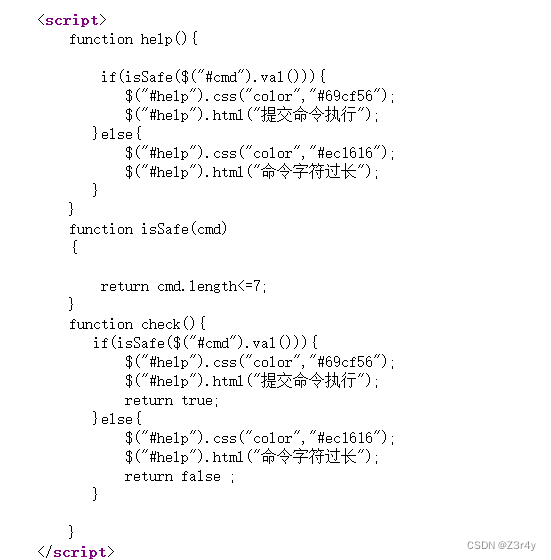 <script>
function help(){
if(isSafe($("#cmd").val())){
$("#help").css("color","#69cf56");
$("#help").html("提交命令执行");
}else{
$("#help").css("color","#ec1616");
$("#help").html("命令字符过长");
}
}
function isSafe(cmd)
{
return cmd.length<=7;
}
function check(){
if(isSafe($("#cmd").val())){
$("#help").css("color","#69cf56");
$("#help").html("提交命令执行");
return true;
}else{
$("#help").css("color","#ec1616");
$("#help").html("命令字符过长");
return false ;
}
}
</script>
CSDN @Z3r4y